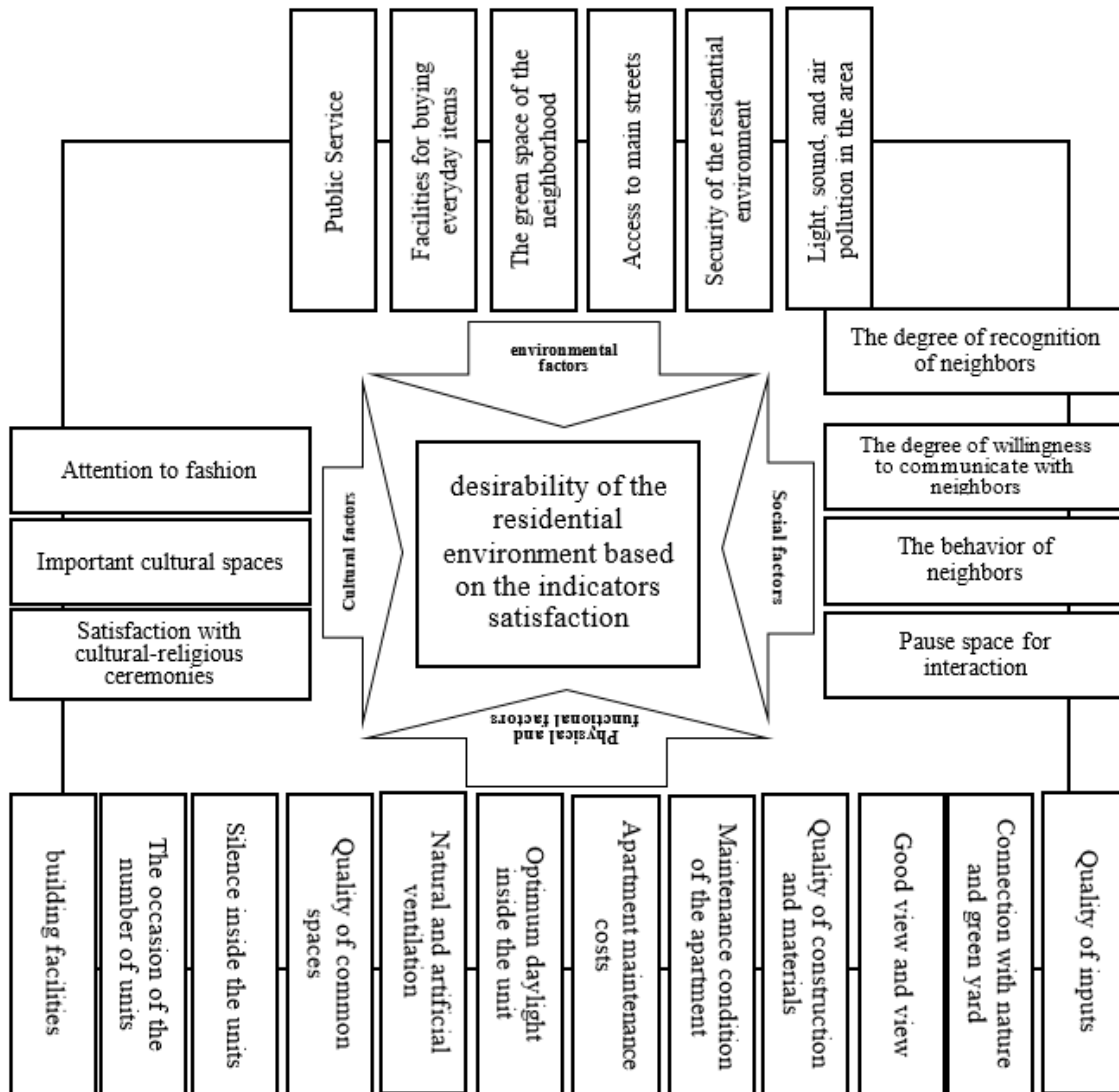 Public Service
Facilities for buying
everyday items
The green space of the
neighborhood
Access to main streets
Security of the residential
environment
Light, sound, and air
pollution in the area
environmental
factors
The degree of recognition
of neighbors
The degree of willingness
to communicate with
neighbors
The behavior of
neighbors
Pause space for
interaction
Social factors
Attention to fashion
Important cultural spaces
Satisfaction with
cultural-religious
ceremonies
Cultural factors
desirability of the
residential
environment based
on the indicators
satisfaction
Physical and
functional factors
building facilities
The occasion of the
number of units
Silence inside the units
Quality of common
spaces
Natural and artificial
ventilation
Optimum daylight
inside the unit
Apartment maintenance
costs
Maintenance condition
of the apartment
Quality of construction
and materials
Good view and view
Connection with nature
and green yard
Quality of inputs